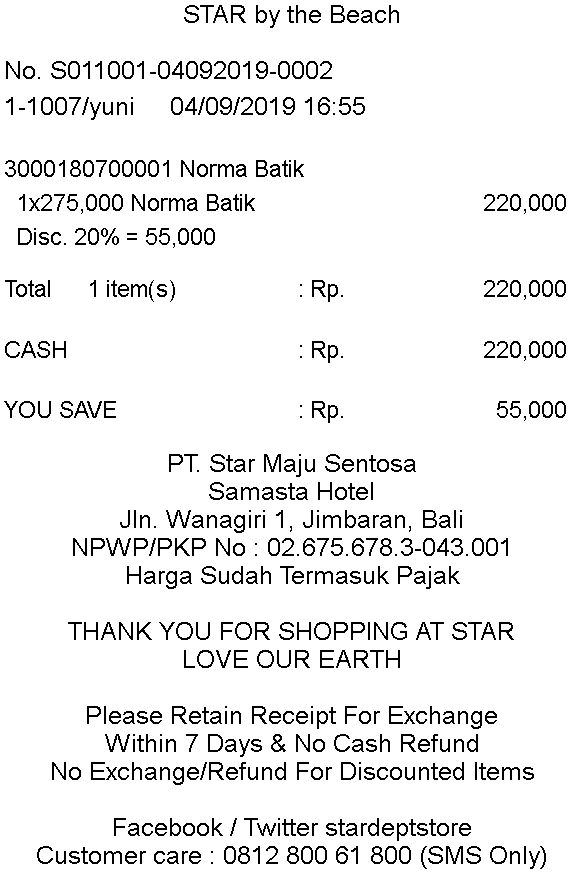 STAR by the Beach
No. S011001-04092019-0002
1-1007/yuni 04/09/2019 16:55
3000180700001 Norma Batik
1x275,000 Norma Batik 220,000
Disc. 20% = 55,000
Total 1 item(s) : Rp. 220,000
CASH : Rp. 220,000
YOU SAVE : Rp. 55,000
PT. Star Maju Sentosa
Samasta Hotel
Jln. Wanagiri 1, Jimbaran, Bali
NPWP/PKP No : 02.675.678.3-043.001
Harga Sudah Termasuk Pajak
THANK YOU FOR SHOPPING AT STAR
LOVE OUR EARTH
Please Retain Receipt For Exchange
Within 7 Days & No Cash Refund
No Exchange/Refund For Discounted Items
Facebook / Twitter stardeptstore
Customer care : 0812 800 61 800 (SMS Only)